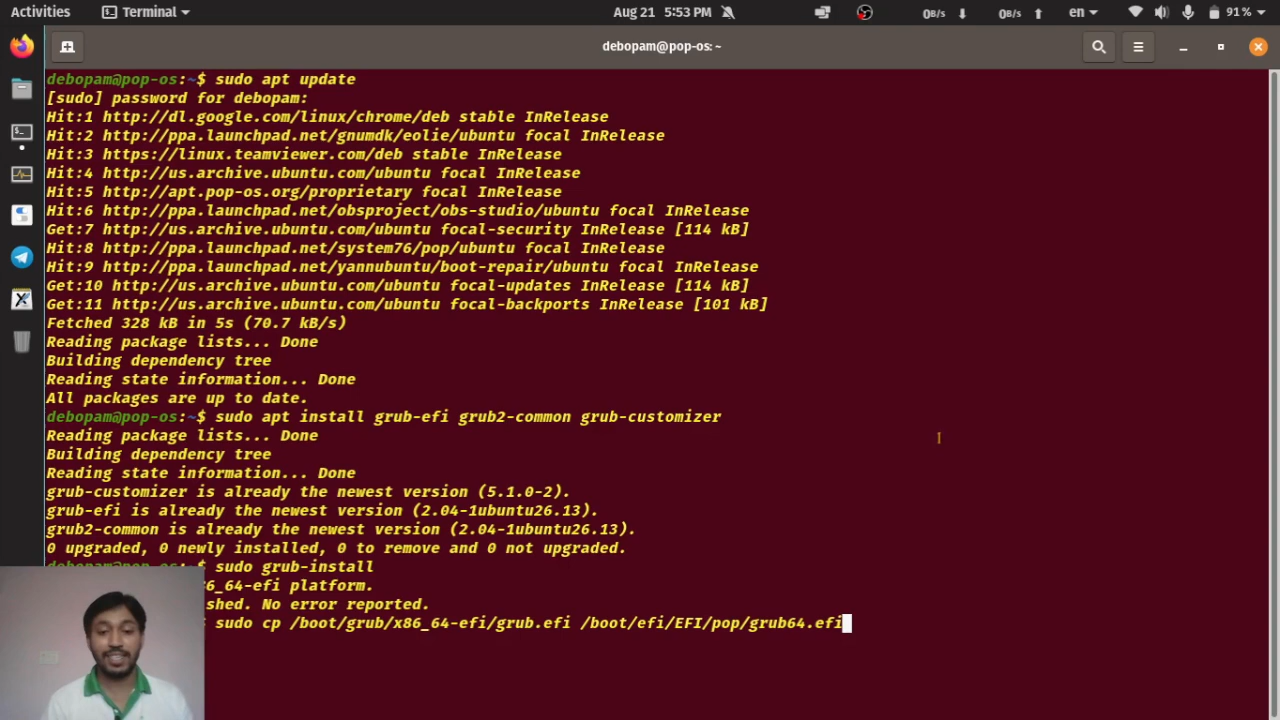 Activities
Terminal
Aug 21 5:53 PM
0B/s
0B/s
en
91 %
debopam@pop-os: ~
debopam@pop-os:~$ sudo apt update
[sudo] password for debopam:
Hit:1 http://dl.google.com/linux/chrome/deb stable InRelease
Hit:2 http://ppa.launchpad.net/gnumdk/eolie/ubuntu focal InRelease
Hit:3 https://linux.teamviewer.com/deb stable InRelease
Hit:4 http://us.archive.ubuntu.com/ubuntu focal InRelease
Hit:5 http://apt.pop-os.org/proprietary focal InRelease
Hit:6 http://ppa.launchpad.net/obsproject/obs-studio/ubuntu focal InRelease
Get:7 http://us.archive.ubuntu.com/ubuntu focal-security InRelease [114 kB]
Hit:8 http://ppa.launchpad.net/system76/pop/ubuntu focal InRelease
Hit:9 http://ppa.launchpad.net/yannubuntu/boot-repair/ubuntu focal InRelease
Get:10 http://us.archive.ubuntu.com/ubuntu focal-updates InRelease [114 kB]
Get:11 http://us.archive.ubuntu.com/ubuntu focal-backports InRelease [101 kB]
Fetched 328 kB in 5s (70.7 kB/s)
Reading package lists... Done
Building dependency tree
Reading state information... Done
All packages are up to date.
debopam@pop-os:~$ sudo apt install grub-efi grub2-common grub-customizer
Reading package lists... Done
Building dependency tree
Reading state information... Done
grub-customizer is already the newest version (5.1.0-2).
grub-efi is already the newest version (2.04-1ubuntu26.13).
grub2-common is already the newest version (2.04-1ubuntu26.13).
0 upgraded, 0 newly installed, 0 to remove and 0 not upgraded.
debopam@pop-os:~$ sudo grub-install
6_64-efi platform.
shed. No error reported.
$ sudo cp /boot/grub/x86_64-efi/grub.efi /boot/efi/EFI/pop/grub64.efi